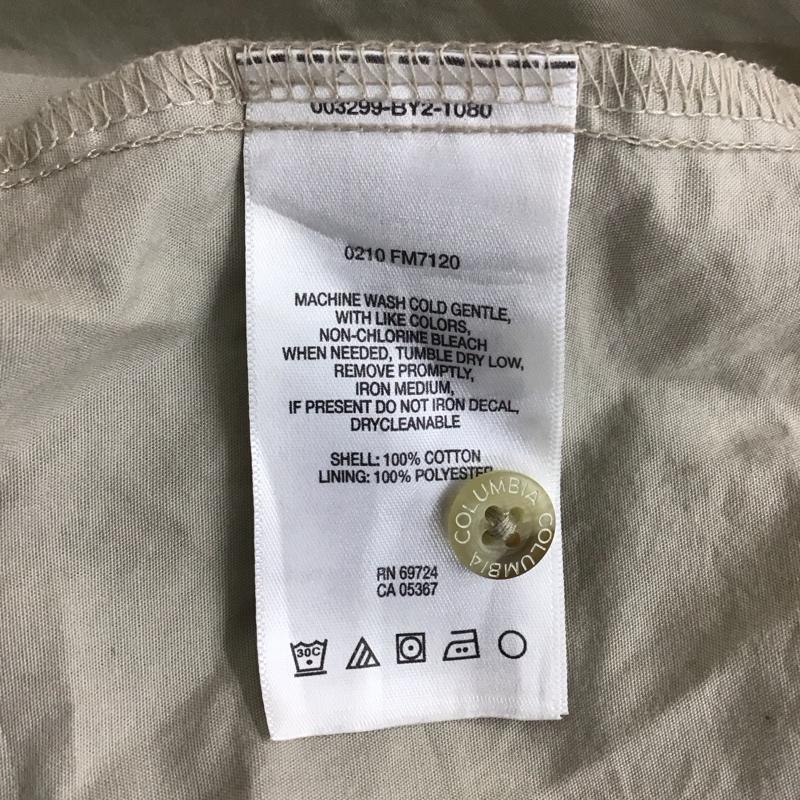 003299-BY2-1080
0210 FM7120
MACHINE WASH COLD GENTLE,
WITH LIKE COLORS,
NON-CHLORINE BLEACH
WHEN NEEDED, TUMBLE DRY LOW,
REMOVE PROMPTLY,
IRON MEDIUM,
IF PRESENT DO NOT IRON DECAL,
DRYCLEANABLE
SHELL: 100% COTTON
LINING: 100% POLYESTER
COLUMBIA
COLUMBIA
RN 69724
CA 05367
30C